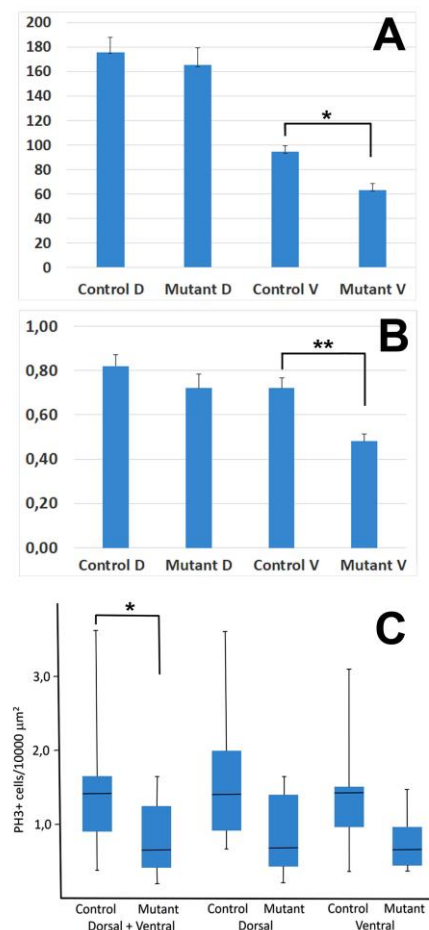 A
200
180
160
140
120
100
80
60
40
20
0
*
Control D Mutant D Control V Mutant V
B
1,00
0,80
0,60
0,40
0,20
0,00
**
Control D Mutant D Control V Mutant V
C
PH3+ cells/10000 µm²
3,0
2,0
1,0
*
Control Mutant Control Mutant Control Mutant
Dorsal + Ventral Dorsal Ventral